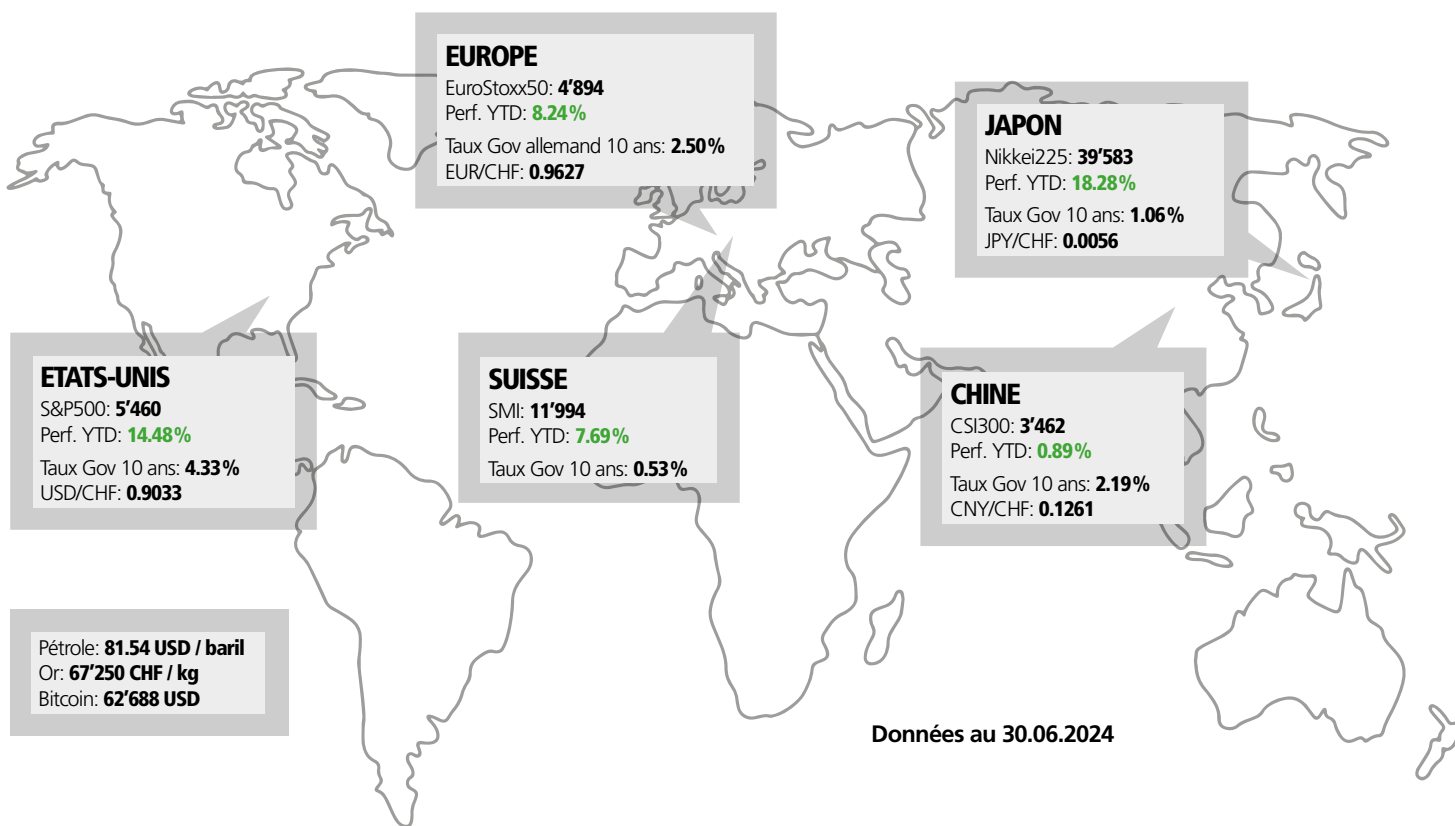 EUROPE
EuroStoxx50: 4’894
Perf. YTD: 8.24%
Taux Gov allemand 10 ans: 2.50%
EUR/CHF: 0.9627
JAPON
Nikkei225: 39’583
Perf. YTD: 18.28%
Taux Gov 10 ans: 1.06%
JPY/CHF: 0.0056
ETATS-UNIS
S&P500: 5’460
Perf. YTD: 14.48%
Taux Gov 10 ans: 4.33%
USD/CHF: 0.9033
SUISSE
SMI: 11’994
Perf. YTD: 7.69%
Taux Gov 10 ans: 0.53%
CHINE
CSI300: 3’462
Perf. YTD: 0.89%
Taux Gov 10 ans: 2.19%
CNY/CHF: 0.1261
Pétrole: 81.54 USD / baril
Or: 67’250 CHF / kg
Bitcoin: 62’688 USD
Données au 30.06.2024